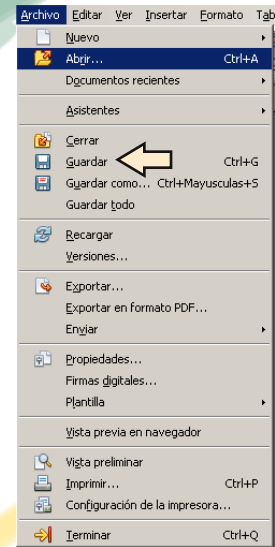 Archivo Editar Ver Insertar Formato Tab
Nuevo
Abrir... Ctrl+A
Documentos recientes
Asistentes
Cerrar
Guardar Ctrl+G
Guardar como... Ctrl+Mayusculas+S
Guardar todo
Recargar
Versiones...
Exportar...
Exportar en formato PDF...
Enviar
Propiedades...
Firmas digitales...
Plantilla
Vista previa en navegador
Vista preliminar
Imprimir... Ctrl+P
Configuración de la impresora...
Terminar Ctrl+Q